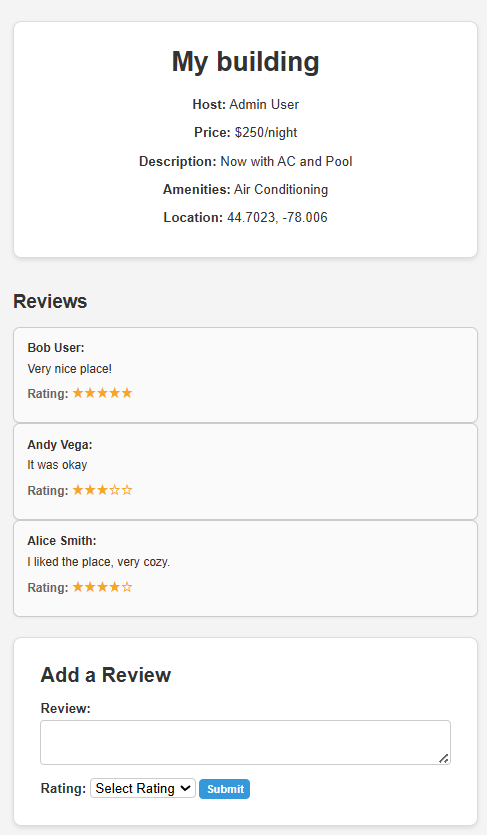 My building
Host: Admin User
Price: $250/night
Description: Now with AC and Pool
Amenities: Air Conditioning
Location: 44.7023, -78.006
Reviews
Bob User:
Very nice place!
Rating: ★★★★★
Andy Vega:
It was okay
Rating: ★★★☆☆
Alice Smith:
I liked the place, very cozy.
Rating: ★★★★☆
Add a Review
Review:
Rating: Select Rating Submit